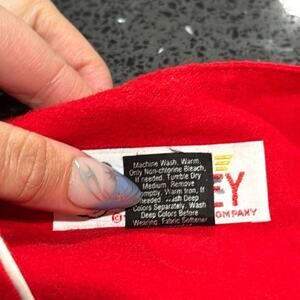 Machine Wash, Warm,
Only Non-chlorine Bleach,
If needed. Tumble Dry
Medium. Remove
Promptly, Warm Iron, If
needed. Wash Deep
Colors Separately. Wash
Deep Colors Before
Wearing. Fabric Softener
EY
COMPANY